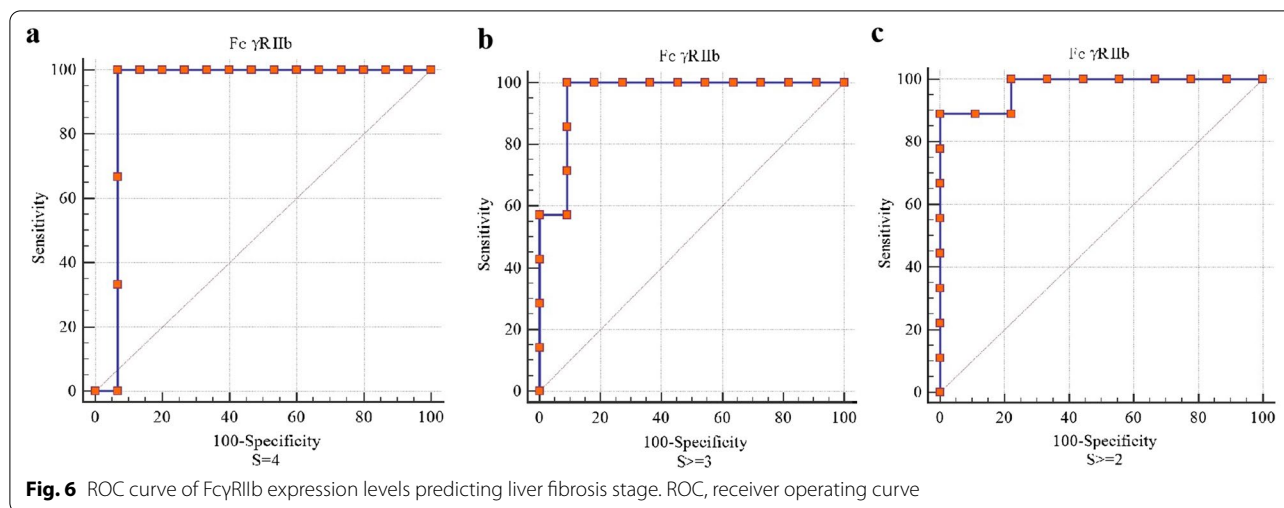 a
Fc γRIIb
100
80
60
40
20
0
Sensitivity
0 20 40 60 80 100
100-Specificity
S=4
b
Fc γRIIb
100
80
60
40
20
0
Sensitivity
0 20 40 60 80 100
100-Specificity
S>=3
c
Fc γRIIb
100
80
60
40
20
0
Sensitivity
0 20 40 60 80 100
100-Specificity
S>=2
Fig. 6 ROC curve of FcγRIIb expression levels predicting liver fibrosis stage. ROC, receiver operating curve